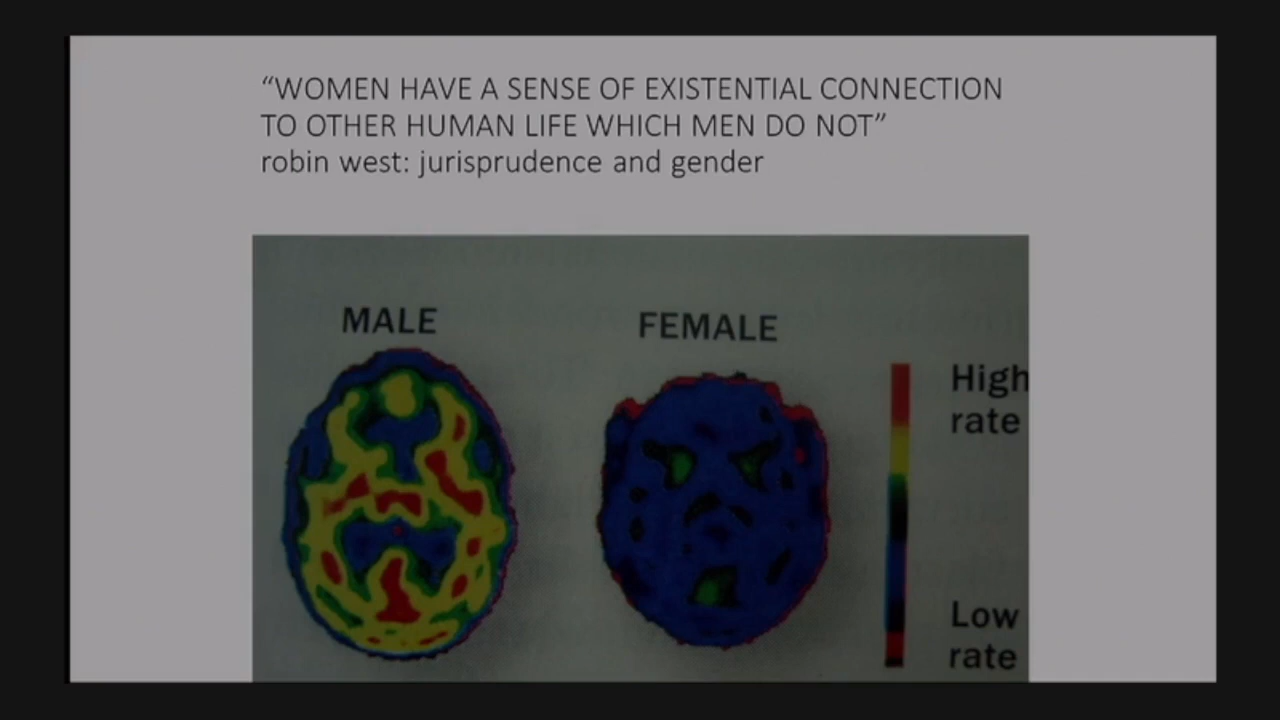 “WOMEN HAVE A SENSE OF EXISTENTIAL CONNECTION
TO OTHER HUMAN LIFE WHICH MEN DO NOT”
robin west: jurisprudence and gender
MALE
FEMALE
High
rate
Low
rate